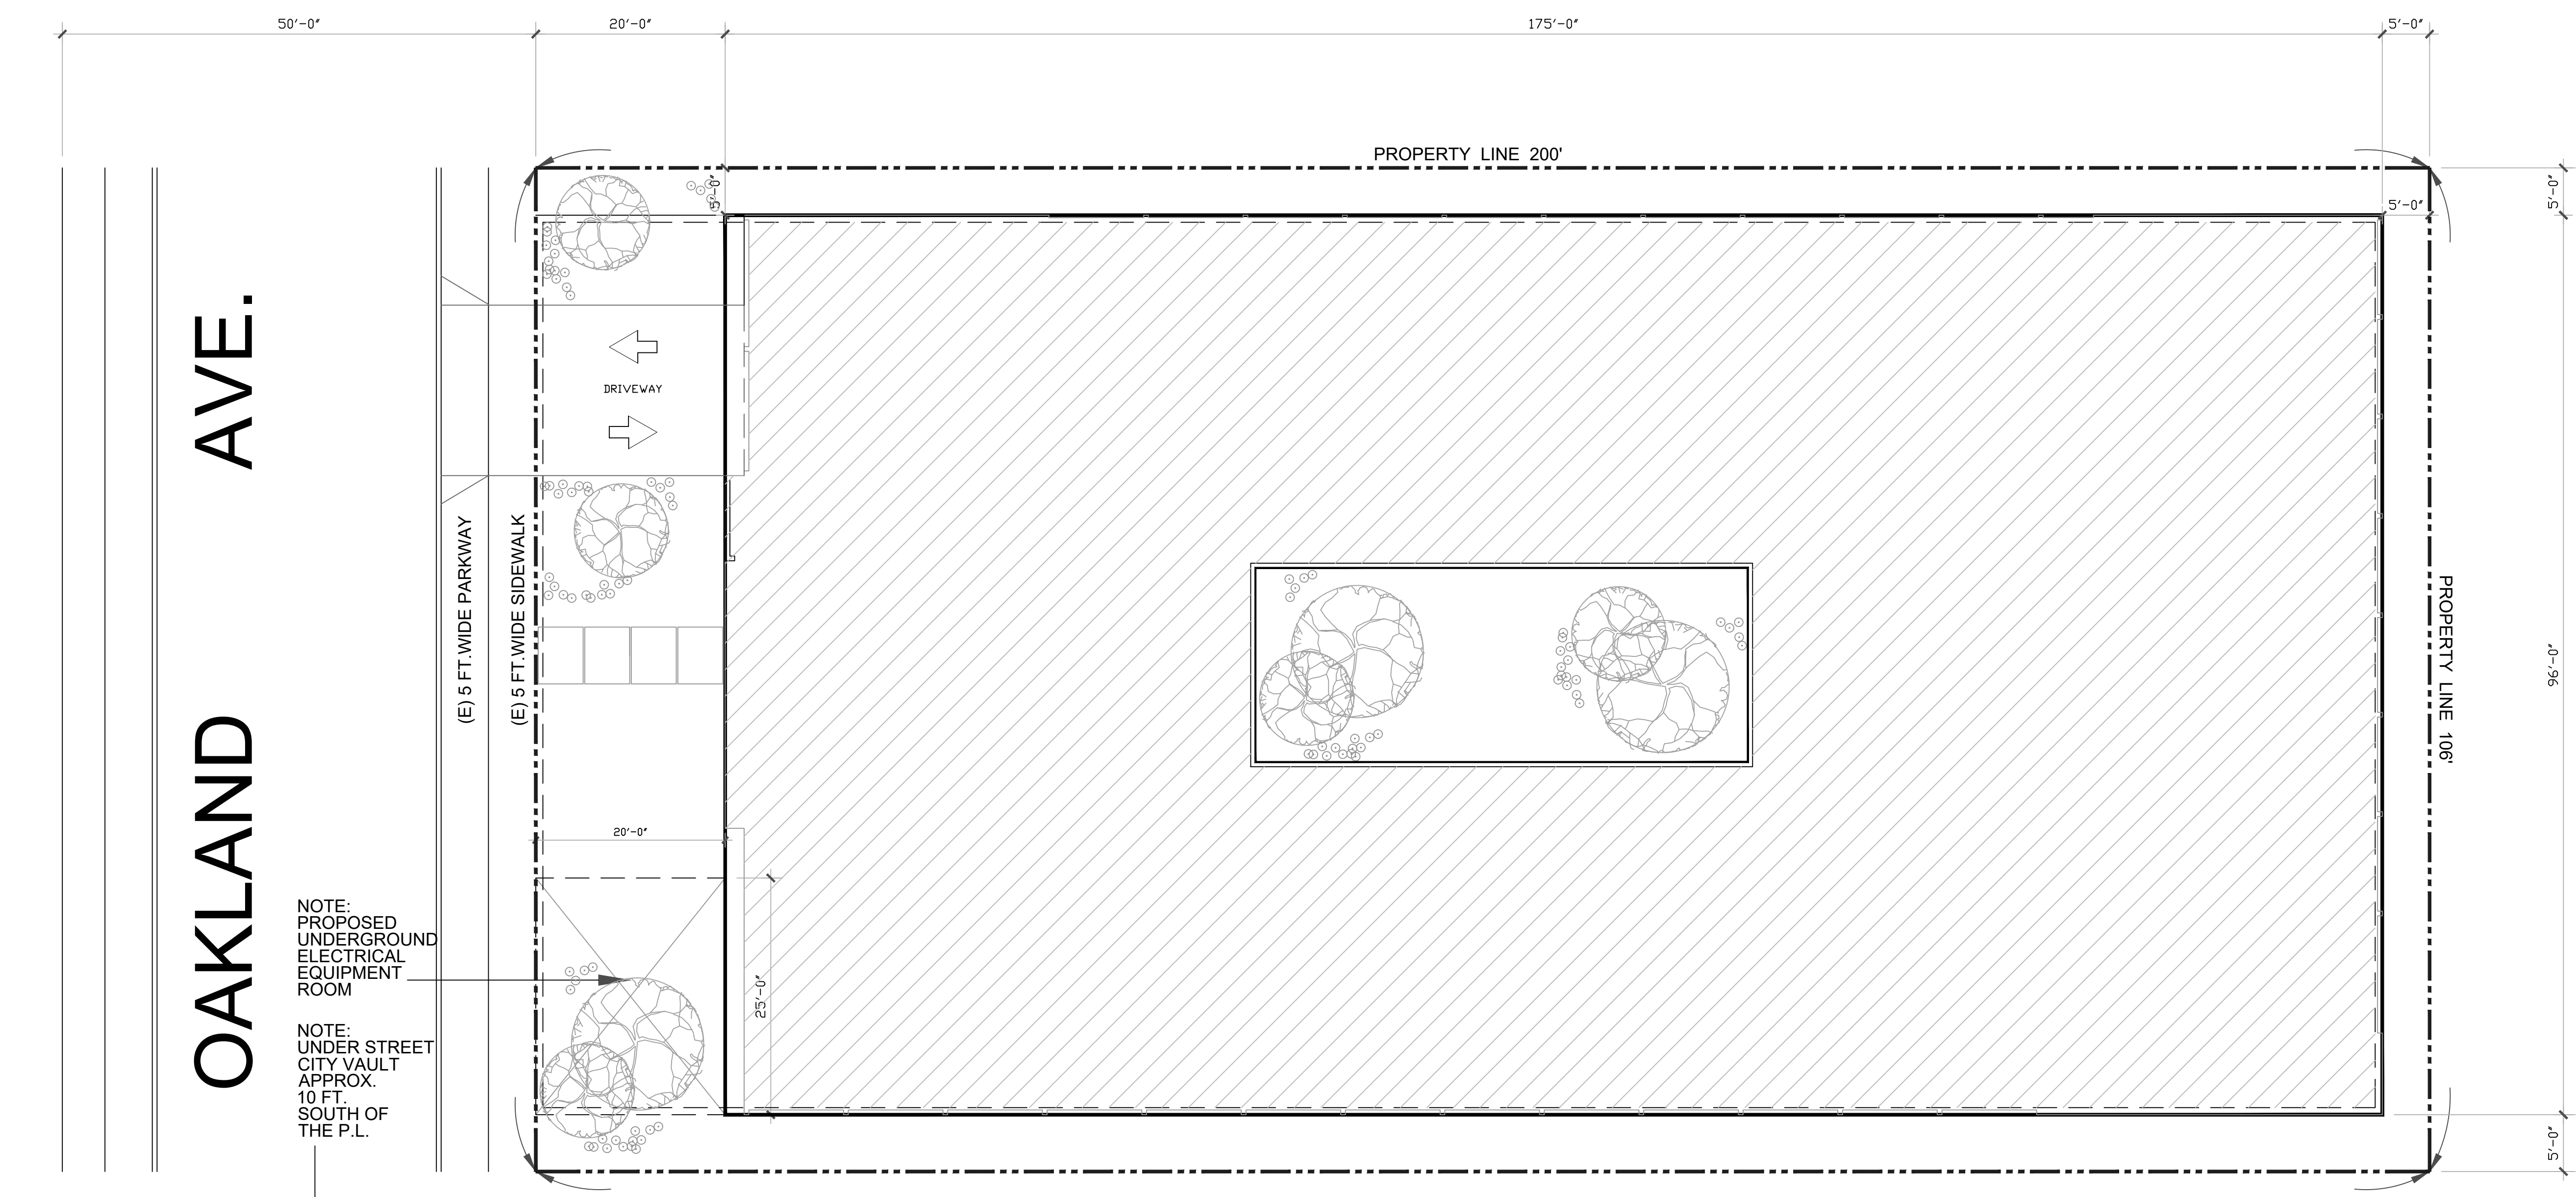 50'-0"
20'-0"
175'-0"
5'-0"
PROPERTY LINE 200'
5'-0"
5'-0"
5'-0"
OAKLAND AVE.
DRIVEWAY
(E) 5 FT.WIDE PARKWAY
(E) 5 FT.WIDE SIDEWALK
PROPERTY LINE 106'
96'-0"
20'-0"
25'-0"
NOTE:
PROPOSED
UNDERGROUND
ELECTRICAL
EQUIPMENT
ROOM
NOTE:
UNDER STREET
CITY VAULT
APPROX.
10 FT.
SOUTH OF
THE P.L.
5'-0"